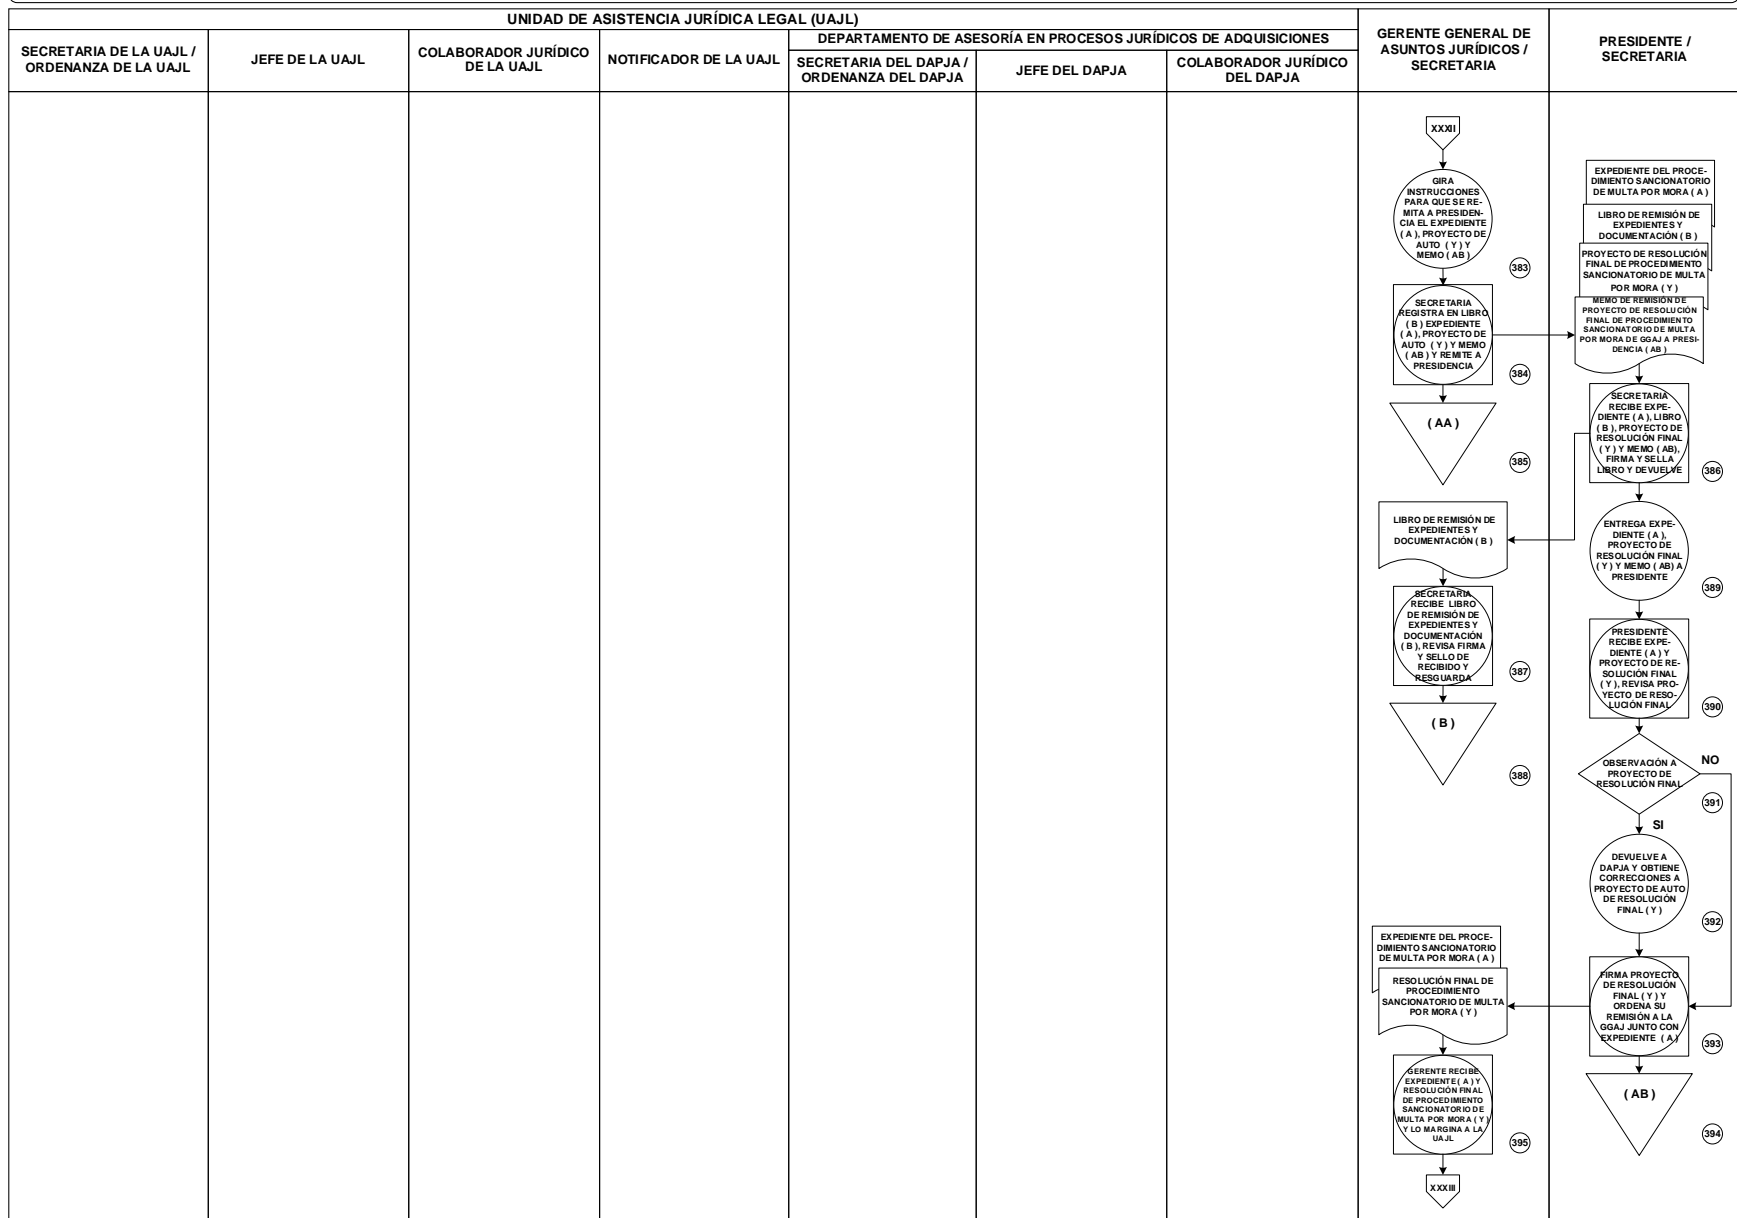 UNIDAD DE ASISTENCIA JURÍDICA LEGAL (UAJL)
SECRETARIA DE LA UAJL /
ORDENANZA DE LA UAJL
JEFE DE LA UAJL
COLABORADOR JURÍDICO
DE LA UAJL
NOTIFICADOR DE LA UAJL
DEPARTAMENTO DE ASESORÍA EN PROCESOS JURÍDICOS DE ADQUISICIONES
SECRETARIA DEL DAPJA /
ORDENANZA DEL DAPJA
JEFE DEL DAPJA
COLABORADOR JURÍDICO
DEL DAPJA
GERENTE GENERAL DE
ASUNTOS JURÍDICOS /
SECRETARIA
PRESIDENTE /
SECRETARIA
XXXII
GIRA
INSTRUCCIONES
PARA QUE SE RE-
MITA A PRESIDEN-
CIA EL EXPEDIENTE
( A ), PROYECTO DE
AUTO ( Y ) Y
MEMO ( AB )
383
SECRETARIA
REGISTRA EN LIBRO
( B ) EXPEDIENTE
( A ), PROYECTO DE
AUTO ( Y ) Y MEMO
(AB) Y REMITE A
PRESIDENCIA
384
( AA )
385
EXPEDIENTE DEL PROCE-
DIMIENTO SANCIONATORIO
DE MULTA POR MORA ( A )
LIBRO DE REMISIÓN DE
EXPEDIENTES Y
DOCUMENTACIÓN ( B )
PROYECTO DE RESOLUCIÓN
FINAL DE PROCEDIMIENTO
SANCIONATORIO DE MULTA
POR MORA ( Y )
MEMO DE REMISIÓN DE
PROYECTO DE RESOLUCIÓN
FINAL DE PROCEDIMIENTO
SANCIONATORIO DE MULTA
POR MORA DE GGAJ A PRESI-
DENCIA ( AB )
SECRETARIA
RECIBE EXPE-
DIENTE ( A ), LIBRO
( B ), PROYECTO DE
RESOLUCIÓN FINAL
( Y ) Y MEMO ( AB),
FIRMA Y SELLA
LIBRO Y DEVUELVE
386
LIBRO DE REMISIÓN DE
EXPEDIENTES Y
DOCUMENTACIÓN ( B )
SECRETARIA
RECIBE LIBRO
DE REMISIÓN DE
EXPEDIENTES Y
DOCUMENTACIÓN
( B ), REVISA FIRMA
Y SELLO DE
RECIBIDO Y
RESGUARDA
387
( B )
388
ENTREGA EXPE-
DIENTE ( A ),
PROYECTO DE
RESOLUCIÓN FINAL
( Y ) Y MEMO ( AB) A
PRESIDENTE
389
PRESIDENTE
RECIBE EXPE-
DIENTE ( A ) Y
PROYECTO DE RE-
SOLUCIÓN FINAL
( Y ), REVISA PRO-
YECTO DE RESO-
LUCIÓN FINAL
390
OBSERVACIÓN A
PROYECTO DE
RESOLUCIÓN FINAL
NO
391
SI
DEVUELVE A
DAPJA Y OBTIENE
CORRECCIONES A
PROYECTO DE AUTO
DE RESOLUCIÓN
FINAL ( Y )
392
FIRMA PROYECTO
DE RESOLUCIÓN
FINAL ( Y ) Y
ORDENA SU
REMISIÓN A LA
GGAJ JUNTO CON
EXPEDIENTE ( A )
393
( AB )
394
EXPEDIENTE DEL PROCE-
DIMIENTO SANCIONATORIO
DE MULTA POR MORA ( A )
RESOLUCIÓN FINAL DE
PROCEDIMIENTO
SANCIONATORIO DE MULTA
POR MORA ( Y )
GERENTE RECIBE
EXPEDIENTE ( A ) Y
RESOLUCIÓN FINAL
DE PROCEDIMIENTO
SANCIONATORIO DE
MULTA POR MORA ( Y )
Y LO MARGINA A LA
UAJL
395
XXXIII